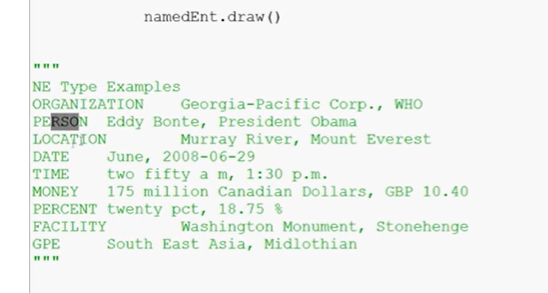 namedEnt.draw()
"""
NE Type Examples
ORGANIZATION Georgia-Pacific Corp., WHO
PERSON Eddy Bonte, President Obama
LOCATION Murray River, Mount Everest
DATE June, 2008-06-29
TIME two fifty a m, 1:30 p.m.
MONEY 175 million Canadian Dollars, GBP 10.40
PERCENT twenty pct, 18.75 %
FACILITY Washington Monument, Stonehenge
GPE South East Asia, Midlothian
"""